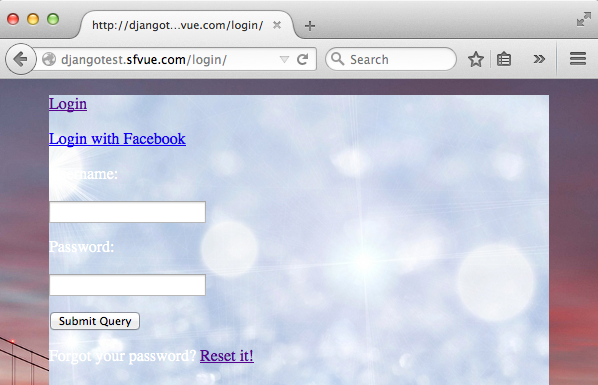 http://djangot...vue.com/login/
djangotest.sfvue.com/login/
Search
Login
Login with Facebook
name:
Password:
Submit Query
Forgot your password? Reset it!